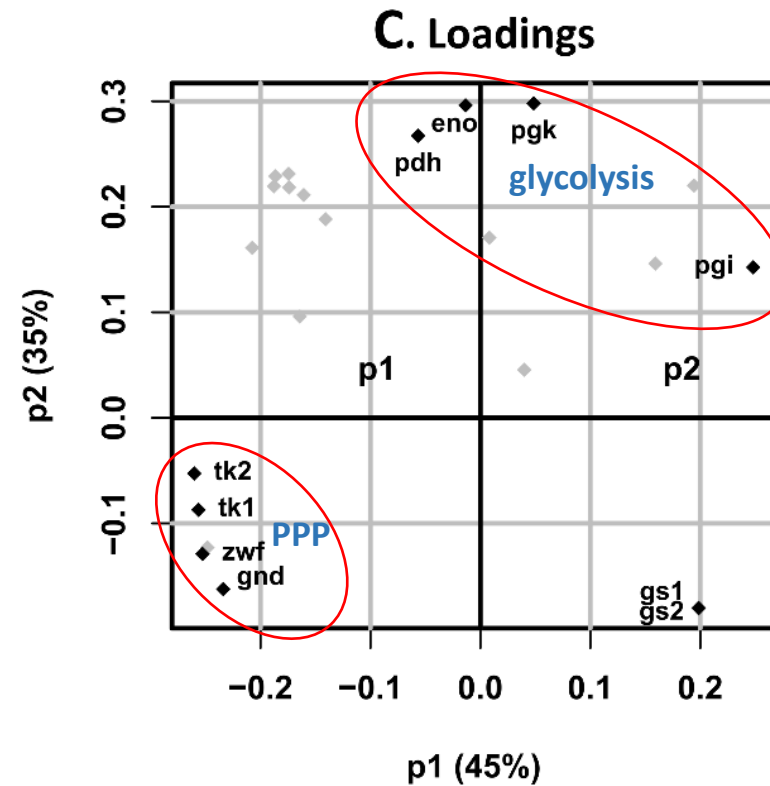 C. Loadings
0.3
eno
pgk
pdh
glycolysis
0.2
pgi
0.1
p1
p2
p2 (35%)
0.0
tk2
tk1
−0.1
PPP
zwf
gnd
gs1
gs2
−0.2
−0.1
0.0
0.1
0.2
p1 (45%)